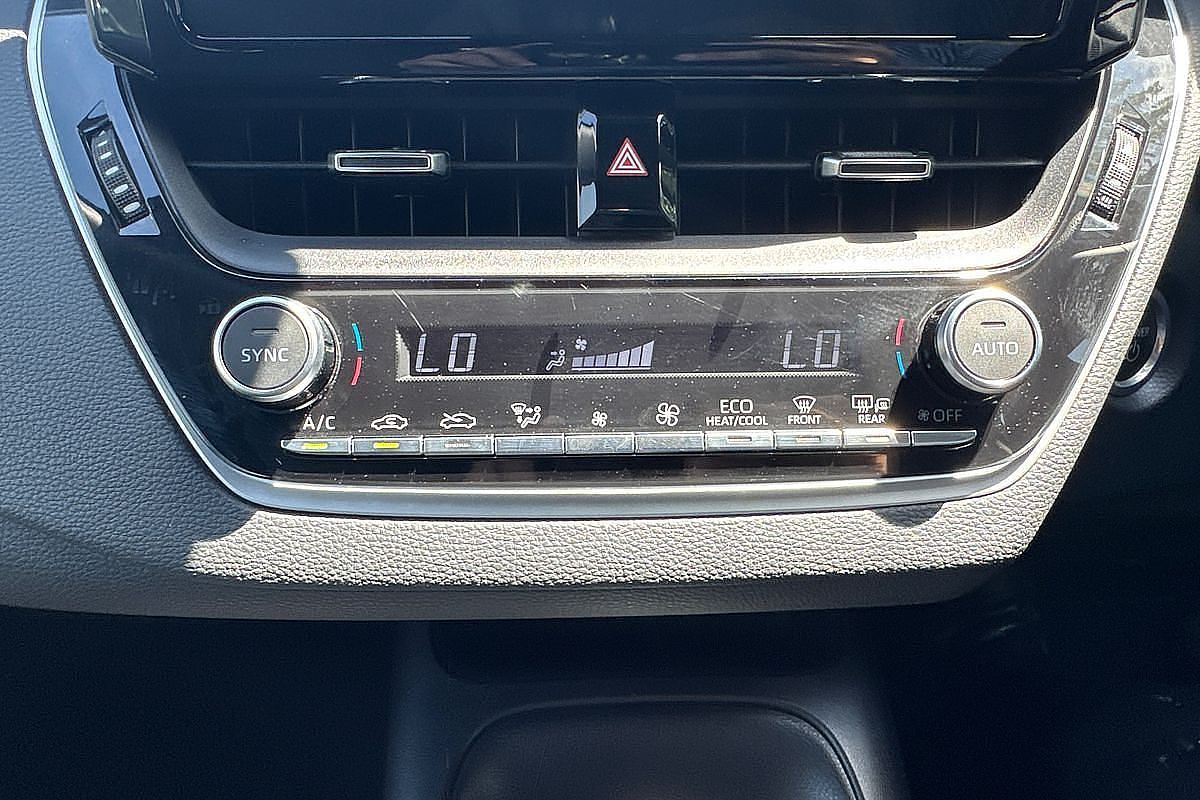 SYNC
LO
LO
AUTO
A/C
ECO
HEAT/COOL
FRONT
REAR
OFF